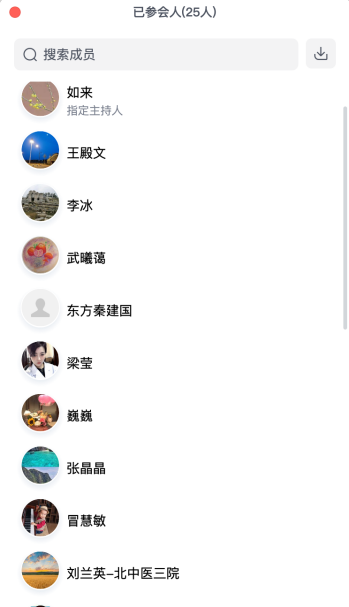 已参会人(25人)
搜索成员
如来
指定主持人
王殿文
李冰
武曦蔼
东方秦建国
梁莹
巍巍
张晶晶
冒慧敏
刘兰英-北中医三院